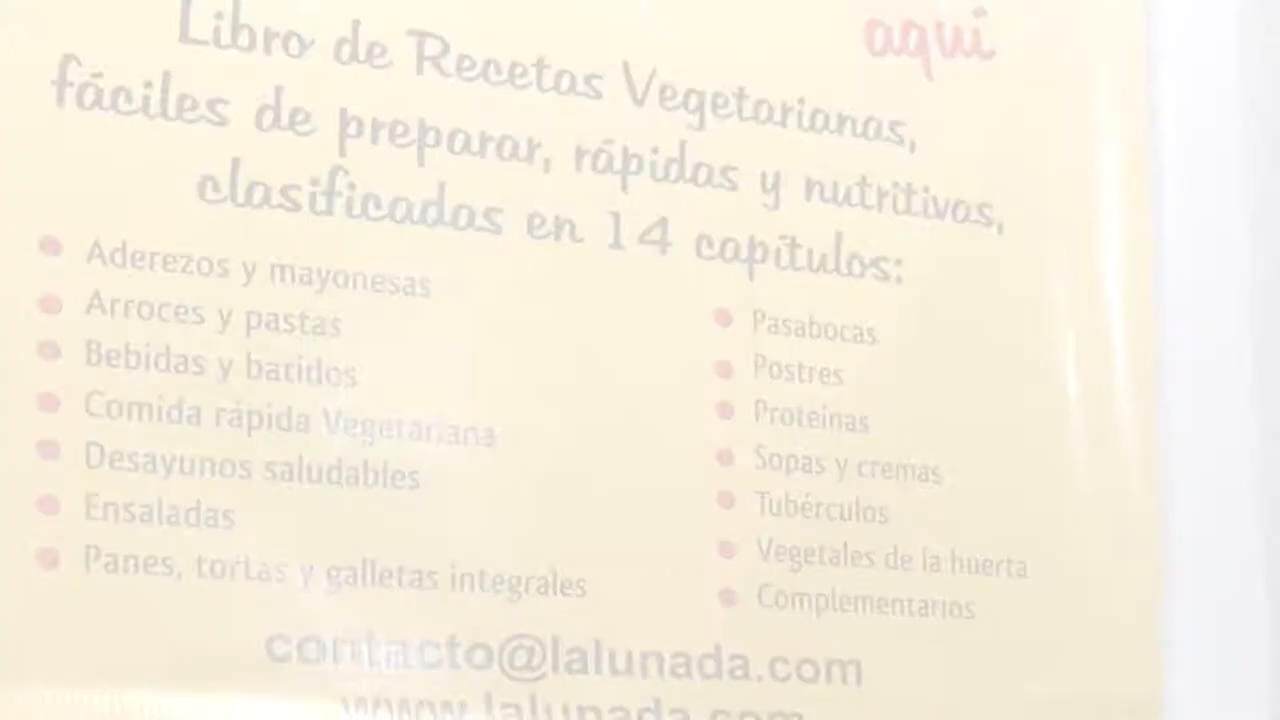 aquí
Libro de Recetas Vegetarianas,
fáciles de preparar, rápidas y nutritivas,
clasificadas en 14 capítulos:
Aderezos y mayonesas
Arroces y pastas
Bebidas y batidos
Comida rápida Vegetariana
Desayunos saludables
Ensaladas
Panes, tortas y galletas integrales
Pasabocas
Postres
Proteínas
Sopas y cremas
Tubérculos
Vegetales de la huerta
Complementarios
contacto@lalunada.com
www.lalunada.com